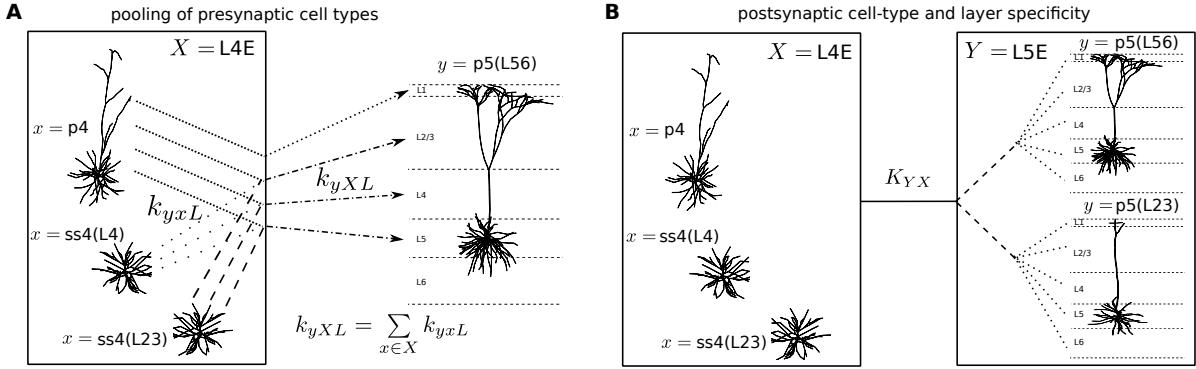 A
pooling of presynaptic cell types
X = L4E
y = p5(L56)
L1
x = p4
L2/3
k_{yXL}
k_{yxL}
L4
x = ss4(L4)
L5
L6
x = ss4(L23)
k_{yXL} = ∑_{x∈X} k_{yxL}
B
postsynaptic cell-type and layer specificity
X = L4E
Y = L5E
y = p5(L56)
L1
L2/3
x = p4
L4
L5
K_{YX}
L6
y = p5(L23)
L1
x = ss4(L4)
L2/3
L4
L5
x = ss4(L23)
L6